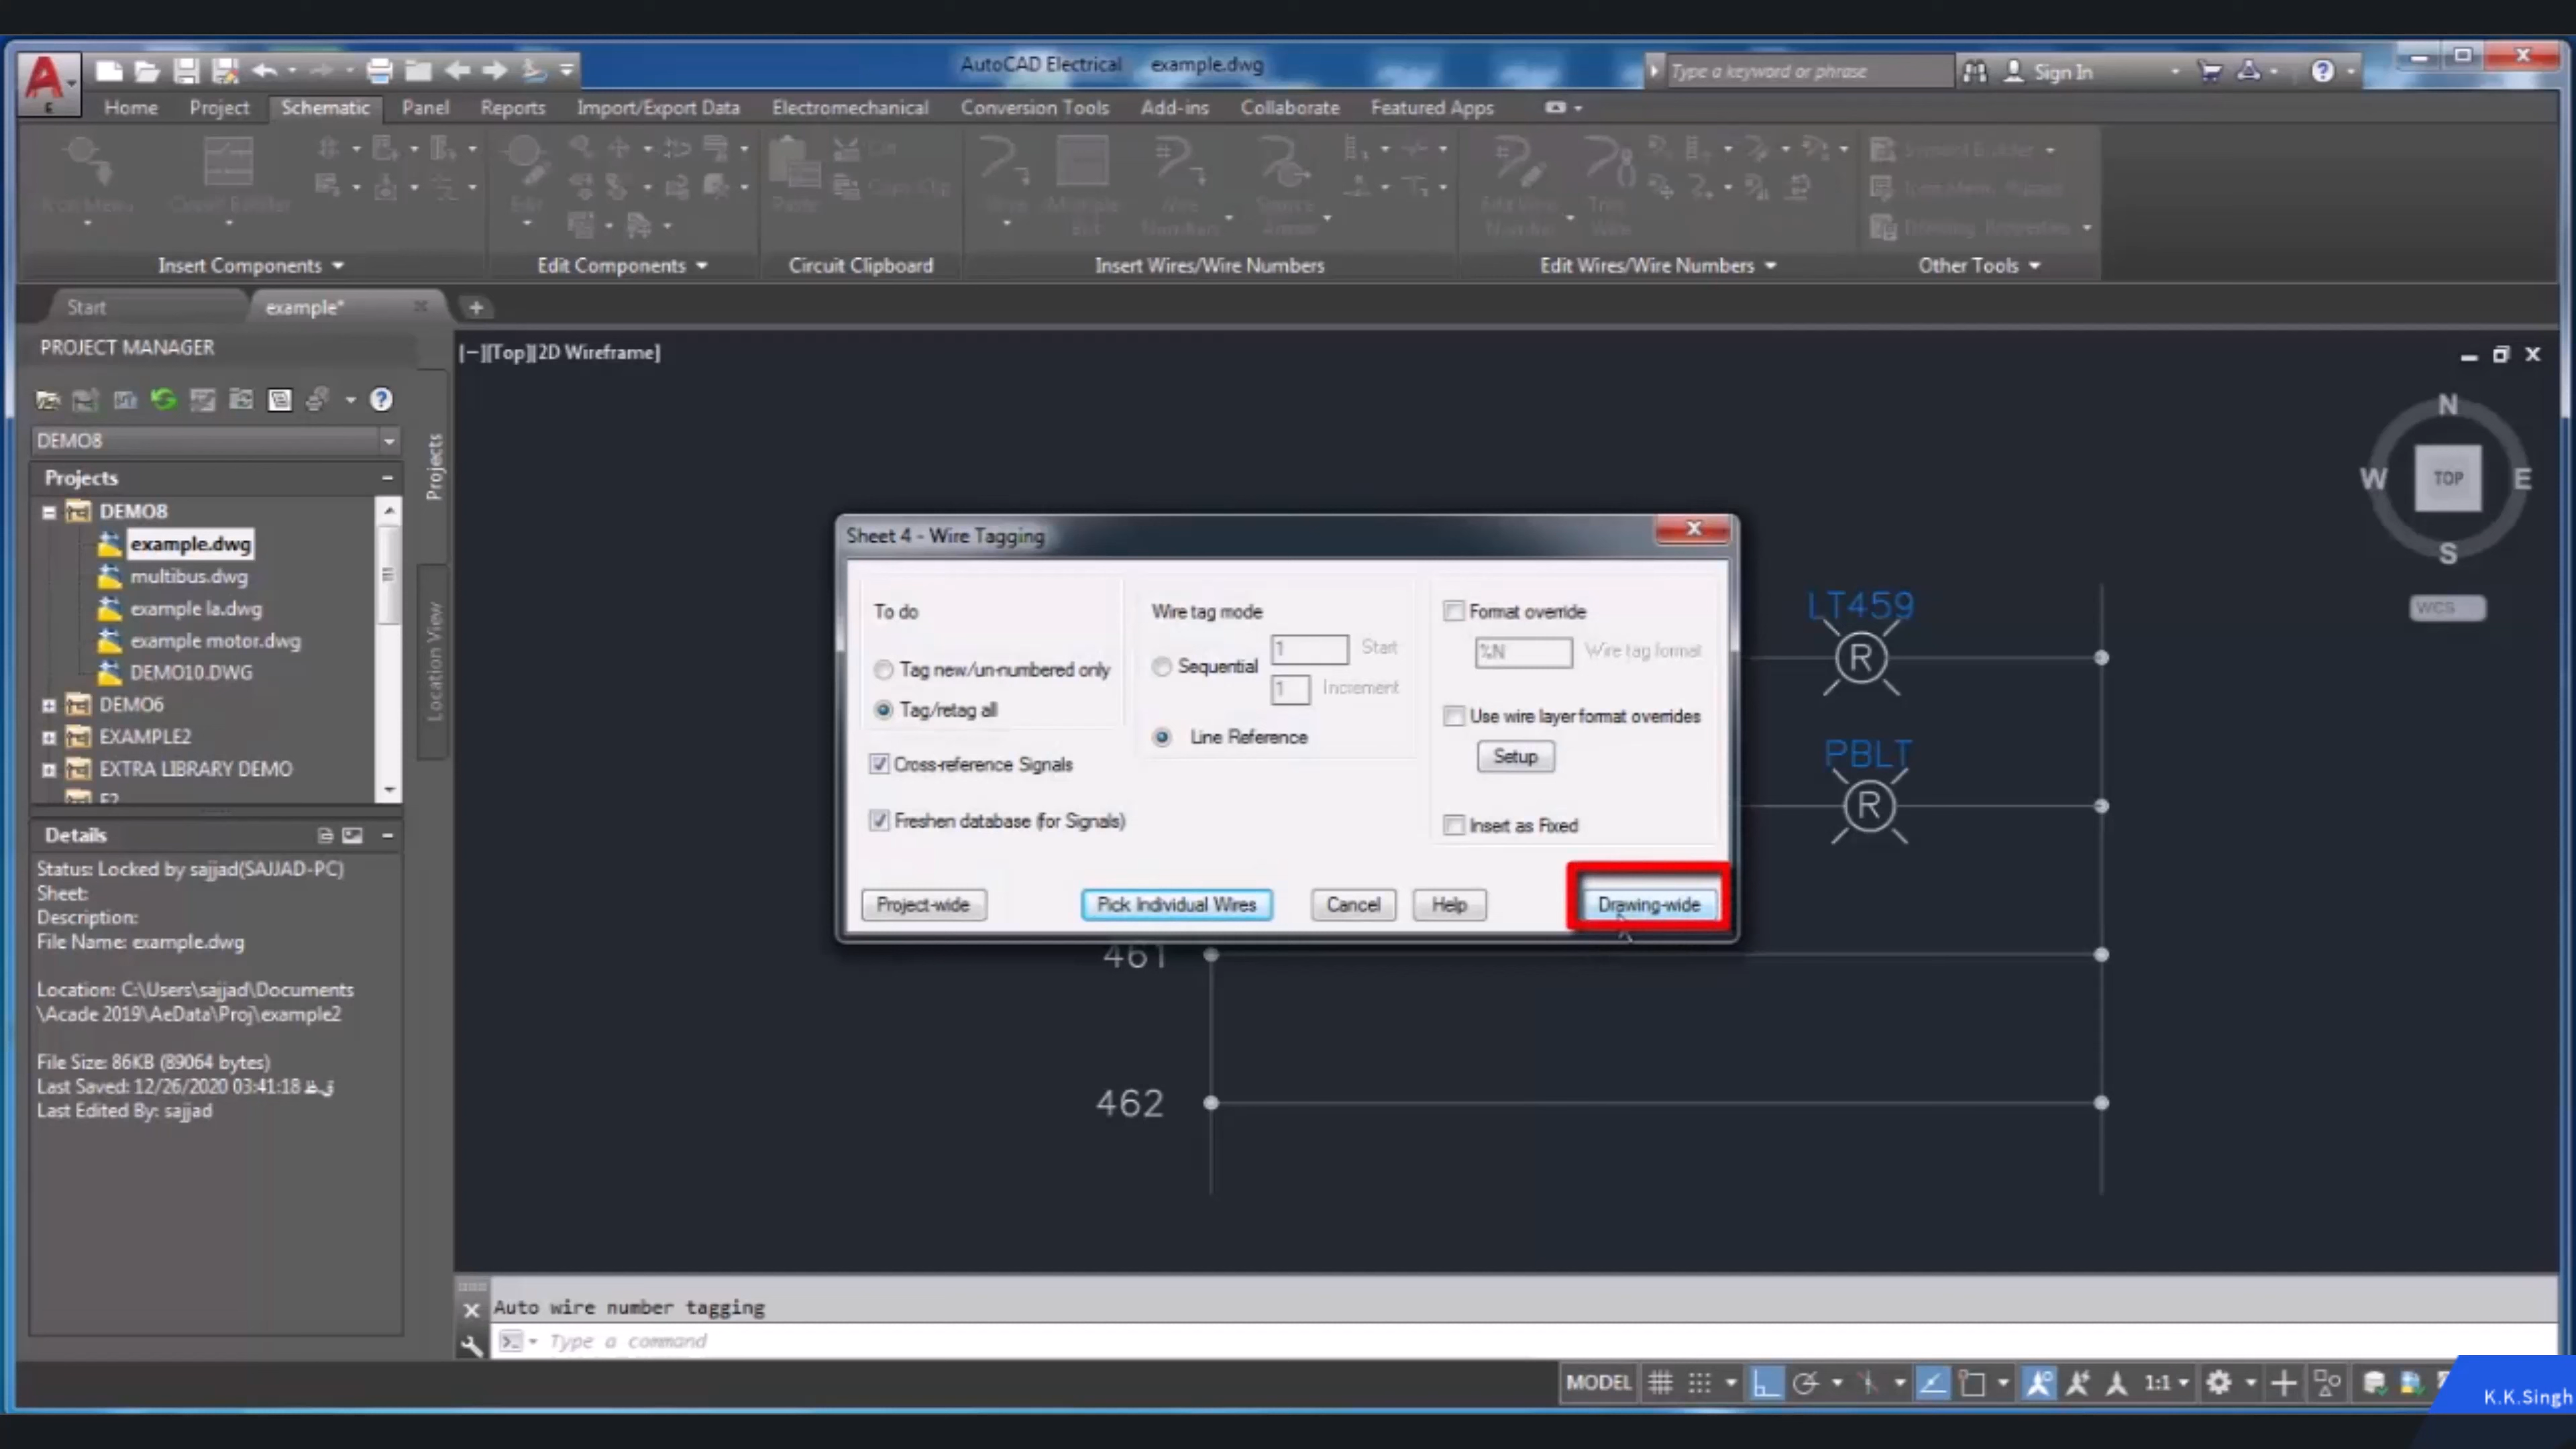 AutoCAD Electrical example.dwg
Type a keyword or phrase
Sign In
Home Project Schematic Panel Reports Import/Export Data Electromechanical Conversion Tools Add-ins Collaborate Featured Apps
Insert Components
Edit Components
Circuit Clipboard
Insert Wires/Wire Numbers
Edit Wires/Wire Numbers
Other Tools
Start
example*
PROJECT MANAGER
[−][Top][2D Wireframe]
DEMO8
Projects
DEMO8
example.dwg
multibus.dwg
example la.dwg
example motor.dwg
DEMO10.DWG
DEMO6
EXAMPLE2
EXTRA LIBRARY DEMO
Projects
Location View
Details
Status: Locked by sajjad(SAJJAD-PC)
Sheet:
Description:
File Name: example.dwg
Location: C:\Users\sajjad\Documents
\Acade 2019\AeData\Proj\example2
File Size: 86KB (89064 bytes)
Last Saved: 12/26/2020 03:41:18
Last Edited By: sajjad
Sheet 4 - Wire Tagging
To do
Tag new/un-numbered only
Tag/retag all
Cross-reference Signals
Freshen database (for Signals)
Wire tag mode
Sequential
1 Start
1 Increment
Line Reference
Format override
%N Wire tag format
Use wire layer format overrides
Setup
Insert as Fixed
Project-wide
Pick Individual Wires
Cancel
Help
Drawing-wide
LT459
R
PBLT
R
461
462
N
W
TOP
E
S
WCS
Auto wire number tagging
Type a command
MODEL
1:1
K.K.Singh